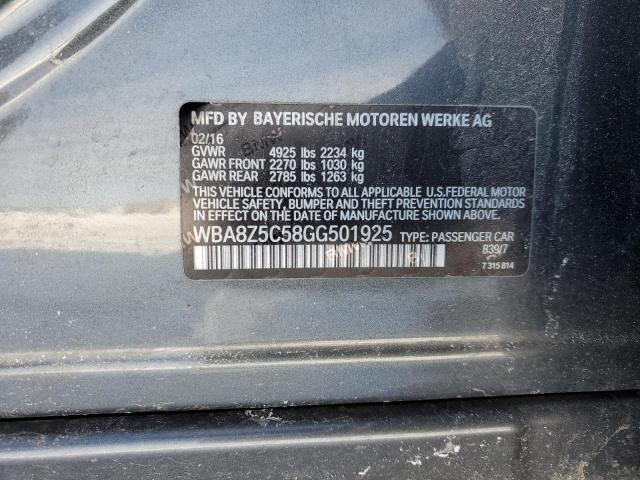 MFD BY BAYERISCHE MOTOREN WERKE AG
02/16
GVWR 4925 lbs 2234 kg
GAWR FRONT 2270 lbs 1030 kg
GAWR REAR 2785 lbs 1263 kg
THIS VEHICLE CONFORMS TO ALL APPLICABLE U.S.FEDERAL MOTOR
VEHICLE SAFETY, BUMPER AND THEFT PREVENTION STANDARDS
IN EFFECT ON THE DATE OF MANUFACTURE SHOWN ABOVE.
WBA8Z5C58GG501925 TYPE: PASSENGER CAR
B39/7
7 315 814